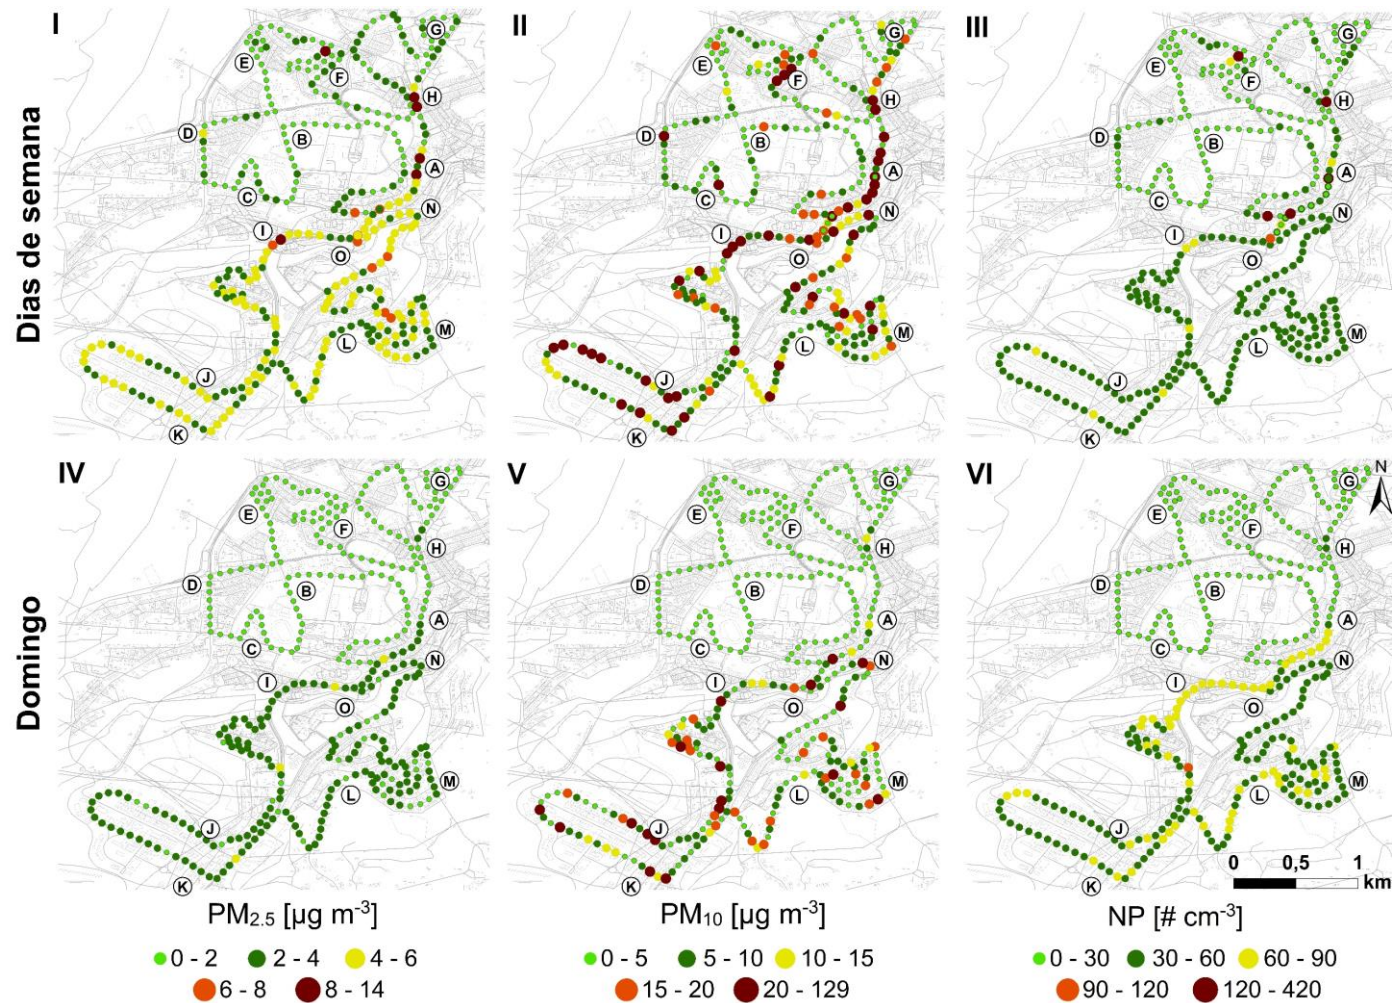 Dias de semana
I
E
G
F
H
D
B
A
C
N
I
O
M
L
J
K
II
E
G
F
H
D
B
A
C
N
I
O
M
L
J
K
III
E
G
F
H
D
B
A
C
N
I
O
M
L
J
K
Domingo
IV
E
G
F
H
D
B
A
C
N
I
O
M
L
J
K
V
E
G
F
H
D
B
A
C
N
I
O
M
L
J
K
VI
N
E
G
F
H
D
B
A
C
N
I
O
M
L
J
K
0 0,5 1
km
PM2.5 [µg m-3]
0 - 2 2 - 4 4 - 6
6 - 8 8 - 14
PM10 [µg m-3]
0 - 5 5 - 10 10 - 15
15 - 20 20 - 129
NP [# cm-3]
0 - 30 30 - 60 60 - 90
90 - 120 120 - 420